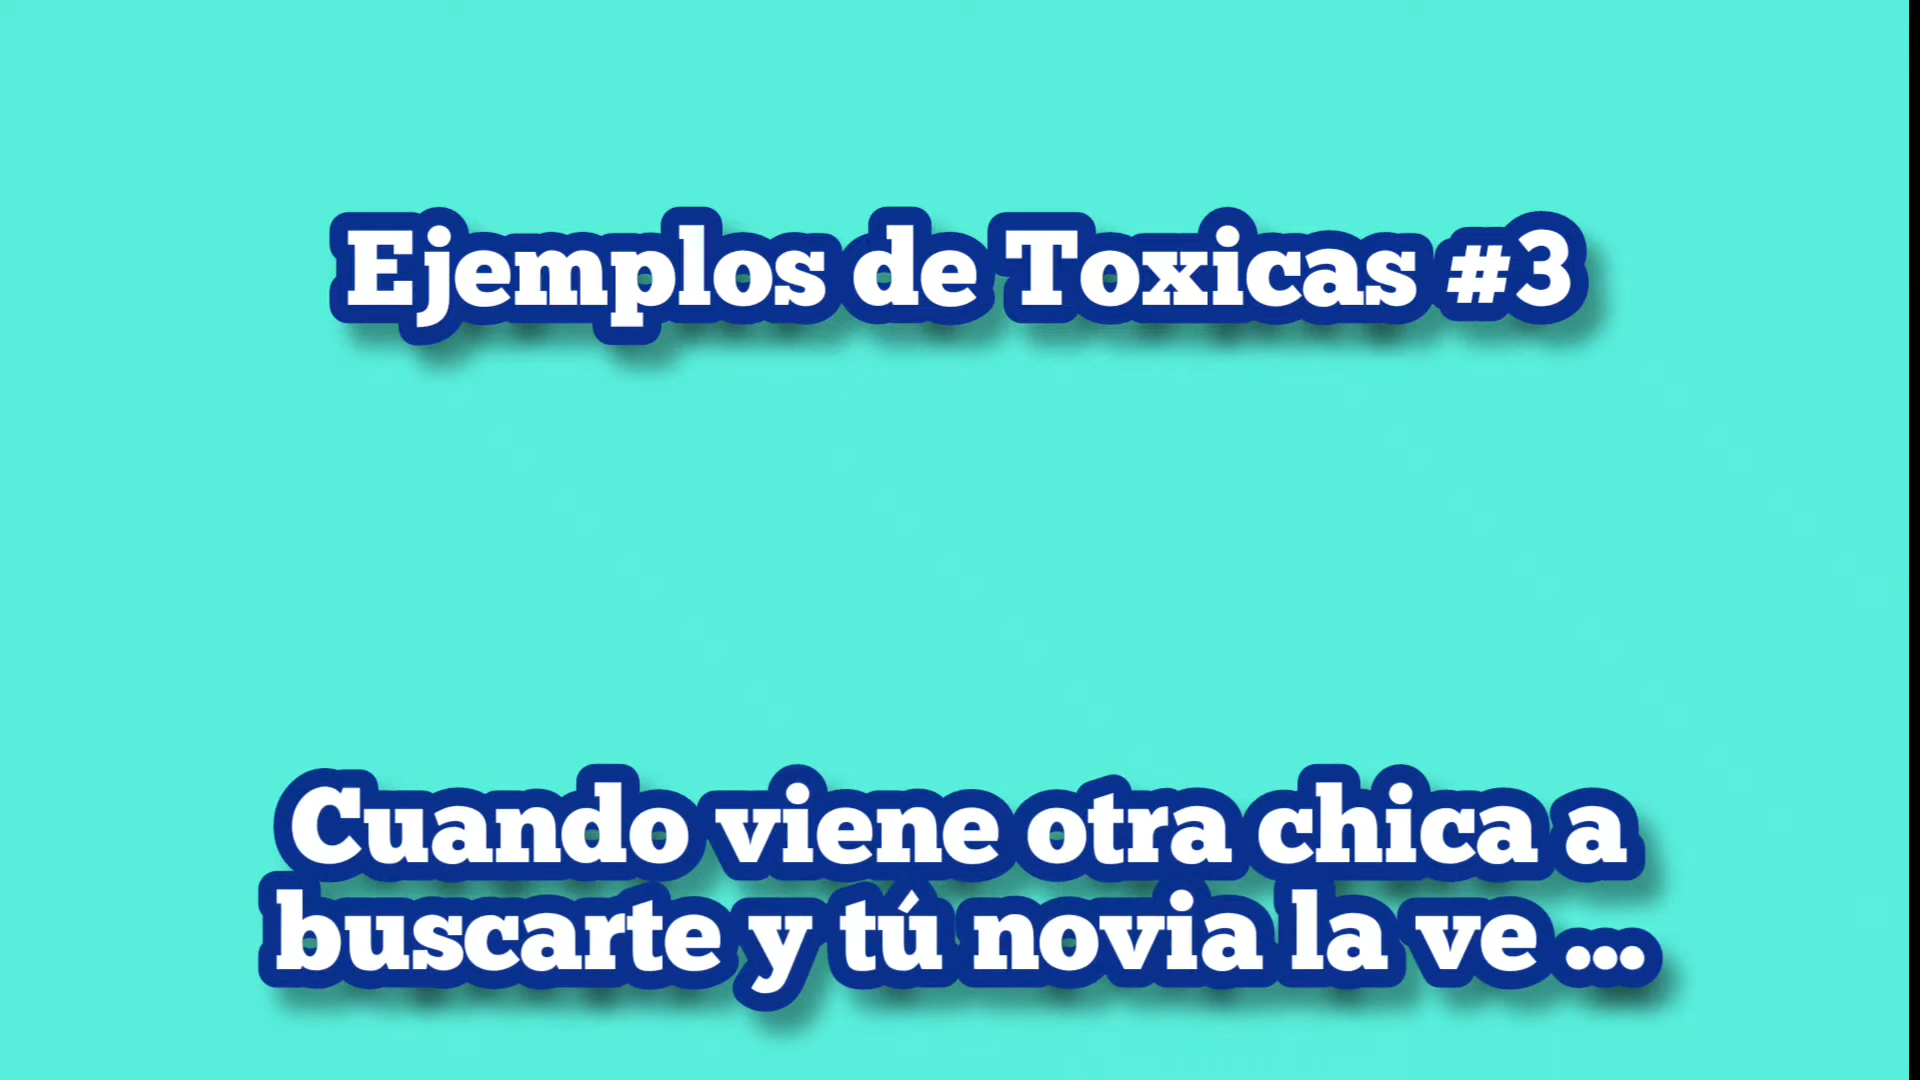 Ejemplos de Toxicas #3
Cuando viene otra chica a
buscarte y tú novia la ve ...